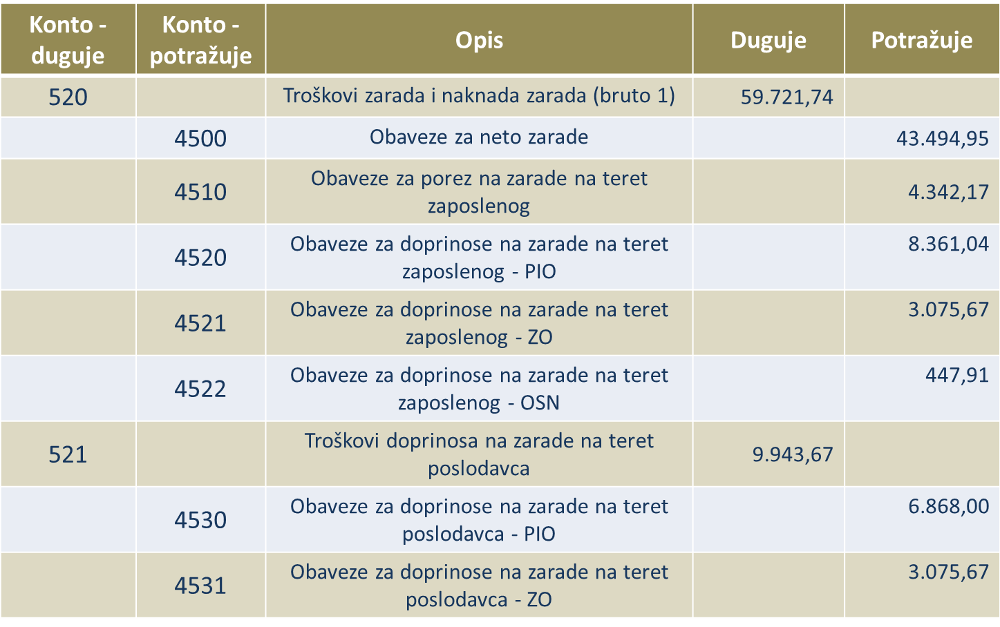 Konto -
duguje
Konto -
potražuje
Opis
Duguje
Potražuje
520
Troškovi zarada i naknada zarada (bruto 1)
59.721,74
4500
Obaveze za neto zarade
43.494,95
4510
Obaveze za porez na zarade na teret
zaposlenog
4.342,17
4520
Obaveze za doprinose na zarade na teret
zaposlenog - PIO
8.361,04
4521
Obaveze za doprinose na zarade na teret
zaposlenog - ZO
3.075,67
4522
Obaveze za doprinose na zarade na teret
zaposlenog - OSN
447,91
521
Troškovi doprinosa na zarade na teret
poslodavca
9.943,67
4530
Obaveze za doprinose na zarade na teret
poslodavca - PIO
6.868,00
4531
Obaveze za doprinose na zarade na teret
poslodavca - ZO
3.075,67